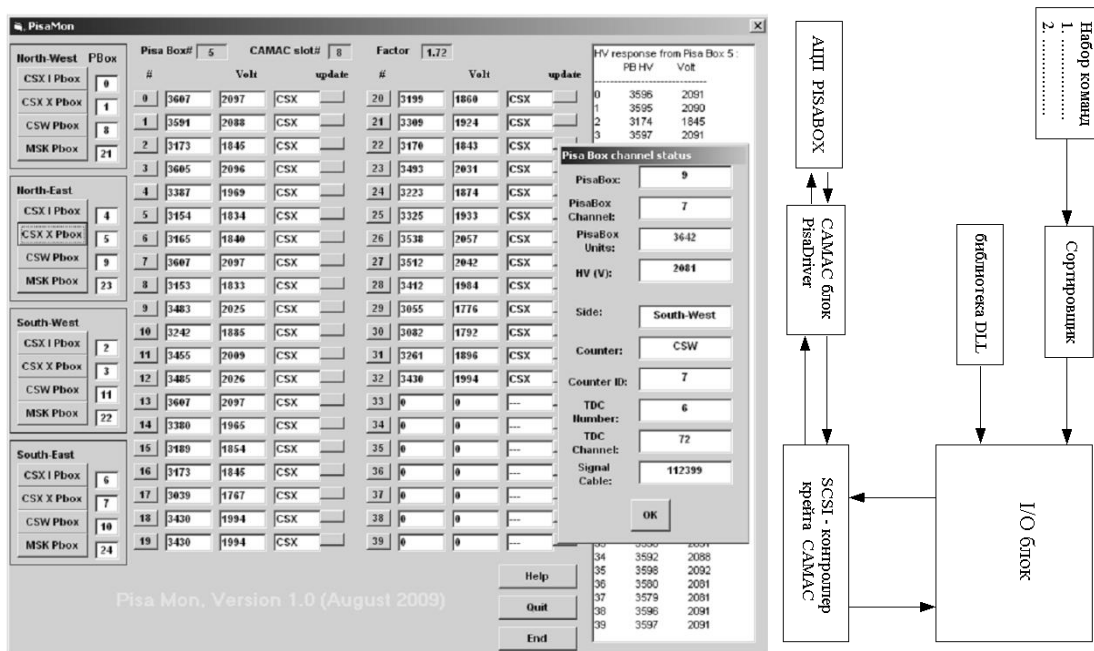 PisaMon
North-West PBox
CSX I Pbox 0
CSX X Pbox 1
CSW Pbox 8
MSK Pbox 21
North-East
CSX I Pbox 4
CSX X Pbox 5
CSW Pbox 9
MSK Pbox 23
South-West
CSX I Pbox 2
CSX X Pbox 3
CSW Pbox 11
MSK Pbox 22
South-East
CSX I Pbox 6
CSX X Pbox 7
CSW Pbox 10
MSK Pbox 24
Pisa Box# 5 CAMAC slot# 8 Factor 1.72
# Volt update
0 3607 2097 CSX
1 3591 2088 CSX
2 3173 1845 CSX
3 3605 2096 CSX
4 3387 1969 CSX
5 3154 1834 CSX
6 3165 1840 CSX
7 3607 2097 CSX
8 3153 1833 CSX
9 3483 2025 CSX
10 3242 1885 CSX
11 3455 2009 CSX
12 3485 2026 CSX
13 3607 2097 CSX
14 3380 1965 CSX
15 3189 1854 CSX
16 3173 1845 CSX
17 3039 1767 CSX
18 3430 1994 CSX
19 3430 1994 CSX
# Volt update
20 3199 1860 CSX
21 3309 1924 CSX
22 3170 1843 CSX
23 3493 2031 CSX
24 3223 1874 CSX
25 3325 1933 CSX
26 3538 2057 CSX
27 3512 2042 CSX
28 3412 1984 CSX
29 3055 1776 CSX
30 3082 1792 CSX
31 3261 1896 CSX
32 3430 1994 CSX
33 0 0 ---
34 0 0 ---
35 0 0 ---
36 0 0 ---
37 0 0 ---
38 0 0 ---
39 0 0 ---
Pisa Mon, Version 1.0 (August 2009)
Help
Quit
End
HV response from Pisa Box 5 :
PB HV Volt
-------------------------------
0 3596 2091
1 3595 2090
2 3174 1845
3 3597 2091
Pisa Box channel status
PisaBox: 9
PisaBox Channel: 7
PisaBox Units: 3642
HV (V): 2081
Side: South-West
Counter: CSW
Counter ID: 7
TDC Number: 6
TDC Channel: 72
Signal Cable: 112399
OK
34 3592 2088
35 3598 2092
36 3580 2081
37 3579 2081
38 3596 2091
39 3597 2091
Набор команд
1. ................
2. ................
Сортировщик
библиотека DLL
I/O блок
АЦП PISABOX
CAMAC блок
PisaDriver
SCSI - контроллер
крейта CAMAC